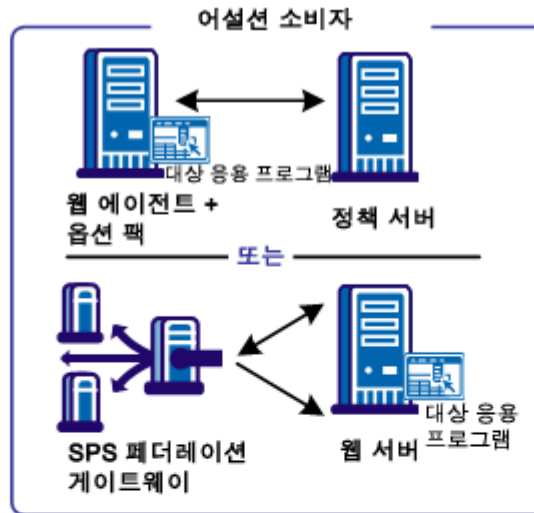 어설션 소비자
대상 응용 프로그램
웹 에이전트 +
옵션 팩
정책 서버
또는
SPS 페더레이션
게이트웨이
대상 응용
프로그램
웹 서버